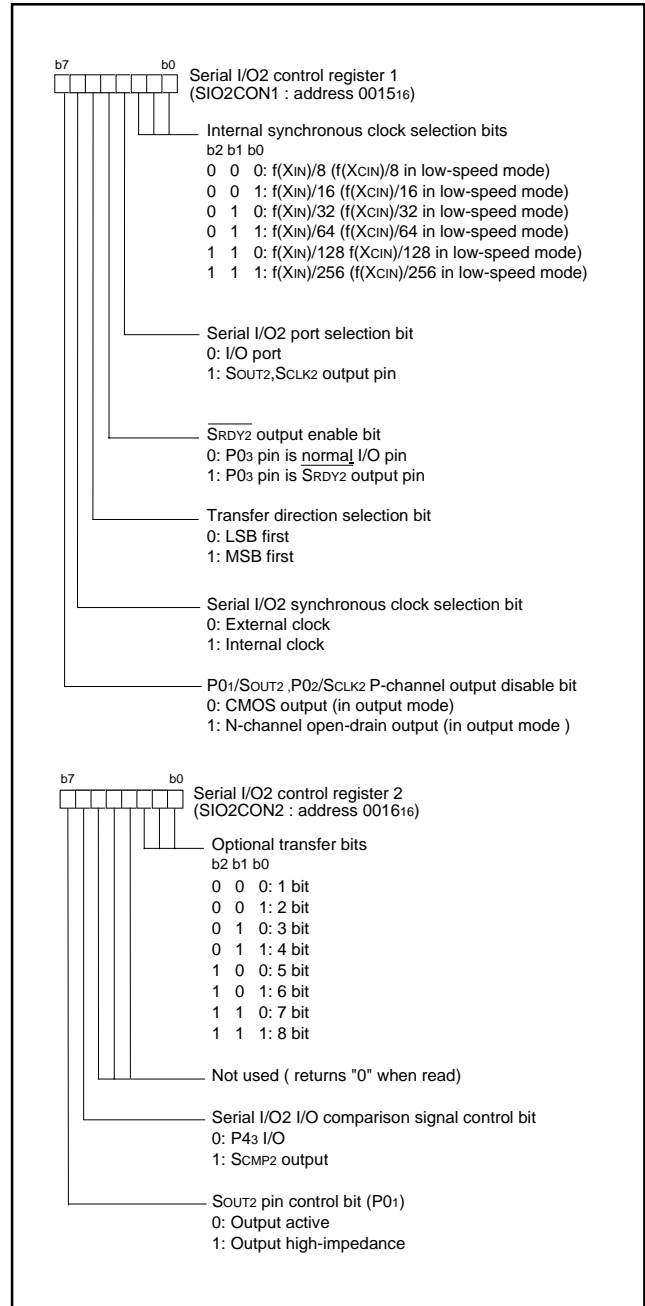 b7 b0
Serial I/O2 control register 1
(SIO2CON1 : address 001516)
Internal synchronous clock selection bits
b2 b1 b0
0 0 0: f(XIN)/8 (f(XCIN)/8 in low-speed mode)
0 0 1: f(XIN)/16 (f(XCIN)/16 in low-speed mode)
0 1 0: f(XIN)/32 (f(XCIN)/32 in low-speed mode)
0 1 1: f(XIN)/64 (f(XCIN)/64 in low-speed mode)
1 1 0: f(XIN)/128 f(XCIN)/128 in low-speed mode)
1 1 1: f(XIN)/256 (f(XCIN)/256 in low-speed mode)
Serial I/O2 port selection bit
0: I/O port
1: SOUT2,SCLK2 output pin
SRDY2 output enable bit
0: P03 pin is normal I/O pin
1: P03 pin is SRDY2 output pin
Transfer direction selection bit
0: LSB first
1: MSB first
Serial I/O2 synchronous clock selection bit
0: External clock
1: Internal clock
P01/SOUT2 ,P02/SCLK2 P-channel output disable bit
0: CMOS output (in output mode)
1: N-channel open-drain output (in output mode )
b7 b0
Serial I/O2 control register 2
(SIO2CON2 : address 001616)
Optional transfer bits
b2 b1 b0
0 0 0: 1 bit
0 0 1: 2 bit
0 1 0: 3 bit
0 1 1: 4 bit
1 0 0: 5 bit
1 0 1: 6 bit
1 1 0: 7 bit
1 1 1: 8 bit
Not used ( returns "0" when read)
Serial I/O2 I/O comparison signal control bit
0: P43 I/O
1: SCMP2 output
SOUT2 pin control bit (P01)
0: Output active
1: Output high-impedance